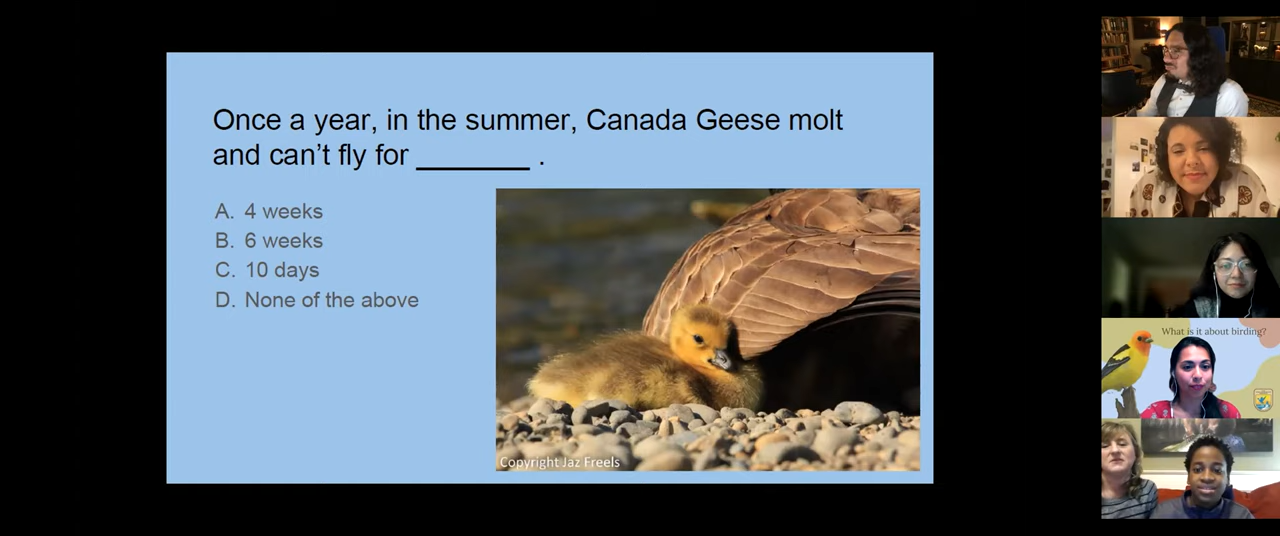 Once a year, in the summer, Canada Geese molt
and can’t fly for _______ .
A. 4 weeks
B. 6 weeks
C. 10 days
D. None of the above
Copyright Jaz Freels
What is it about birding?